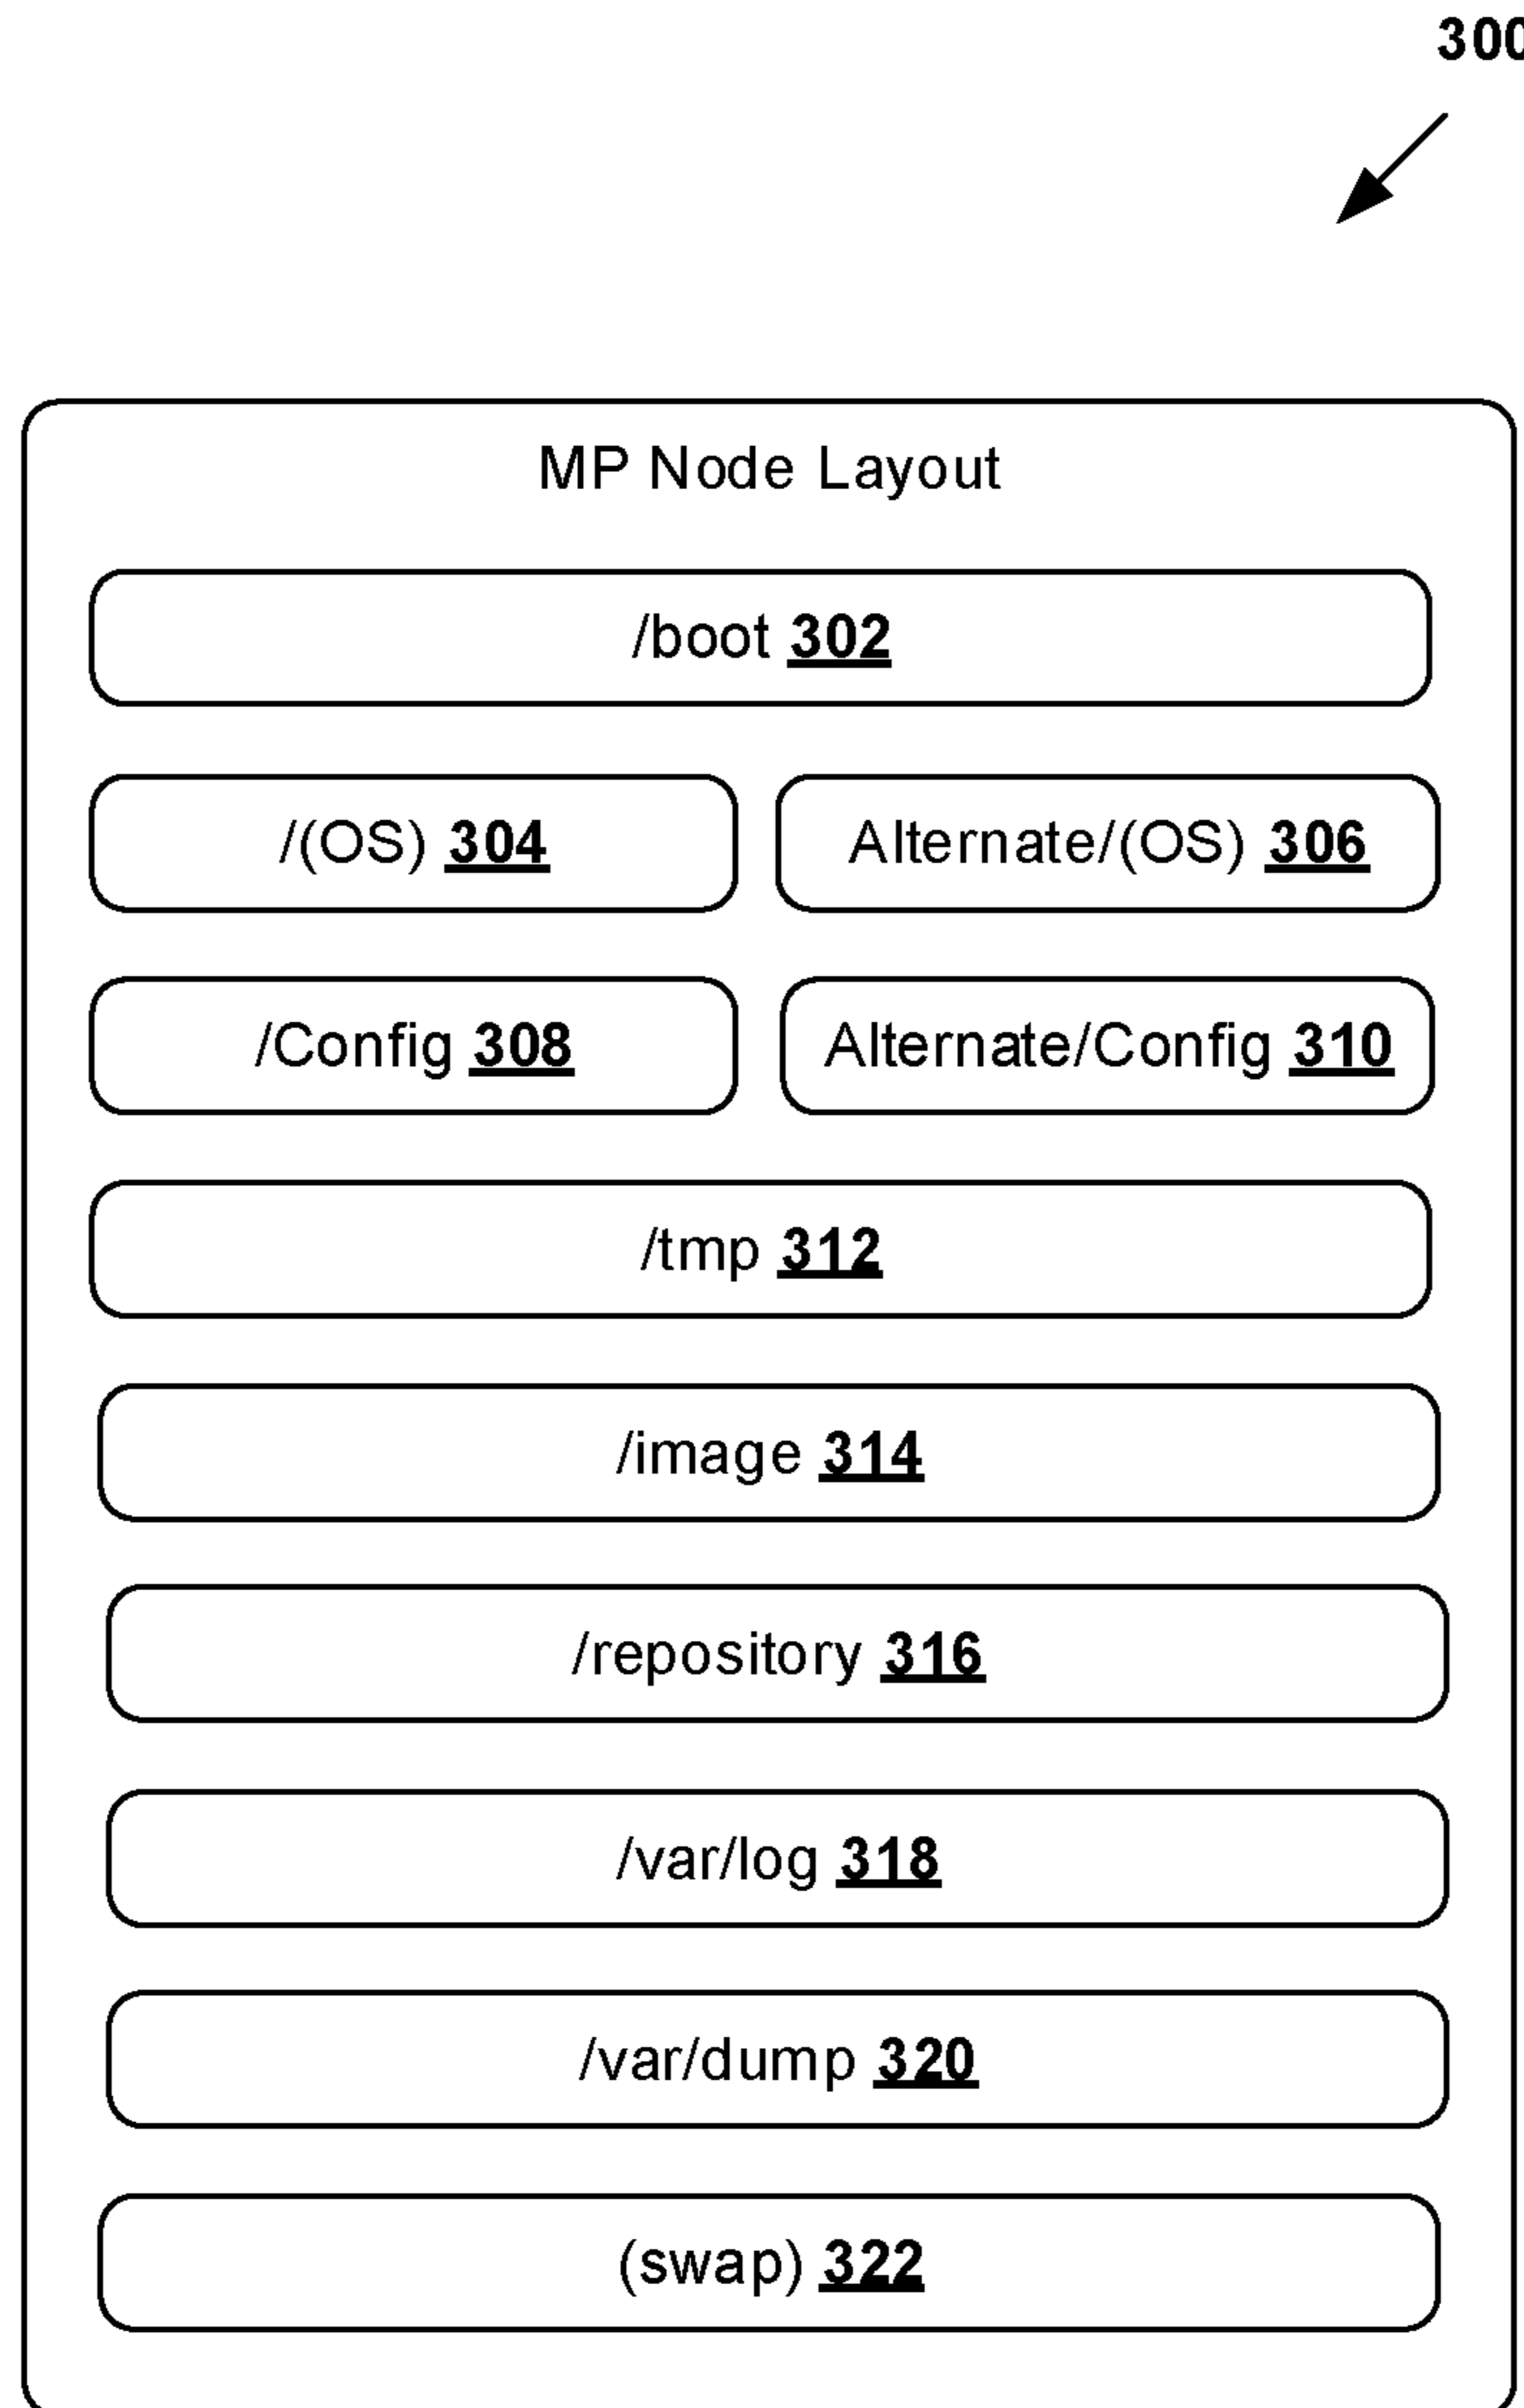 300
MP Node Layout
/boot 302
/(OS) 304
Alternate/(OS) 306
/Config 308
Alternate/Config 310
/tmp 312
/image 314
/repository 316
/var/log 318
/var/dump 320
(swap) 322